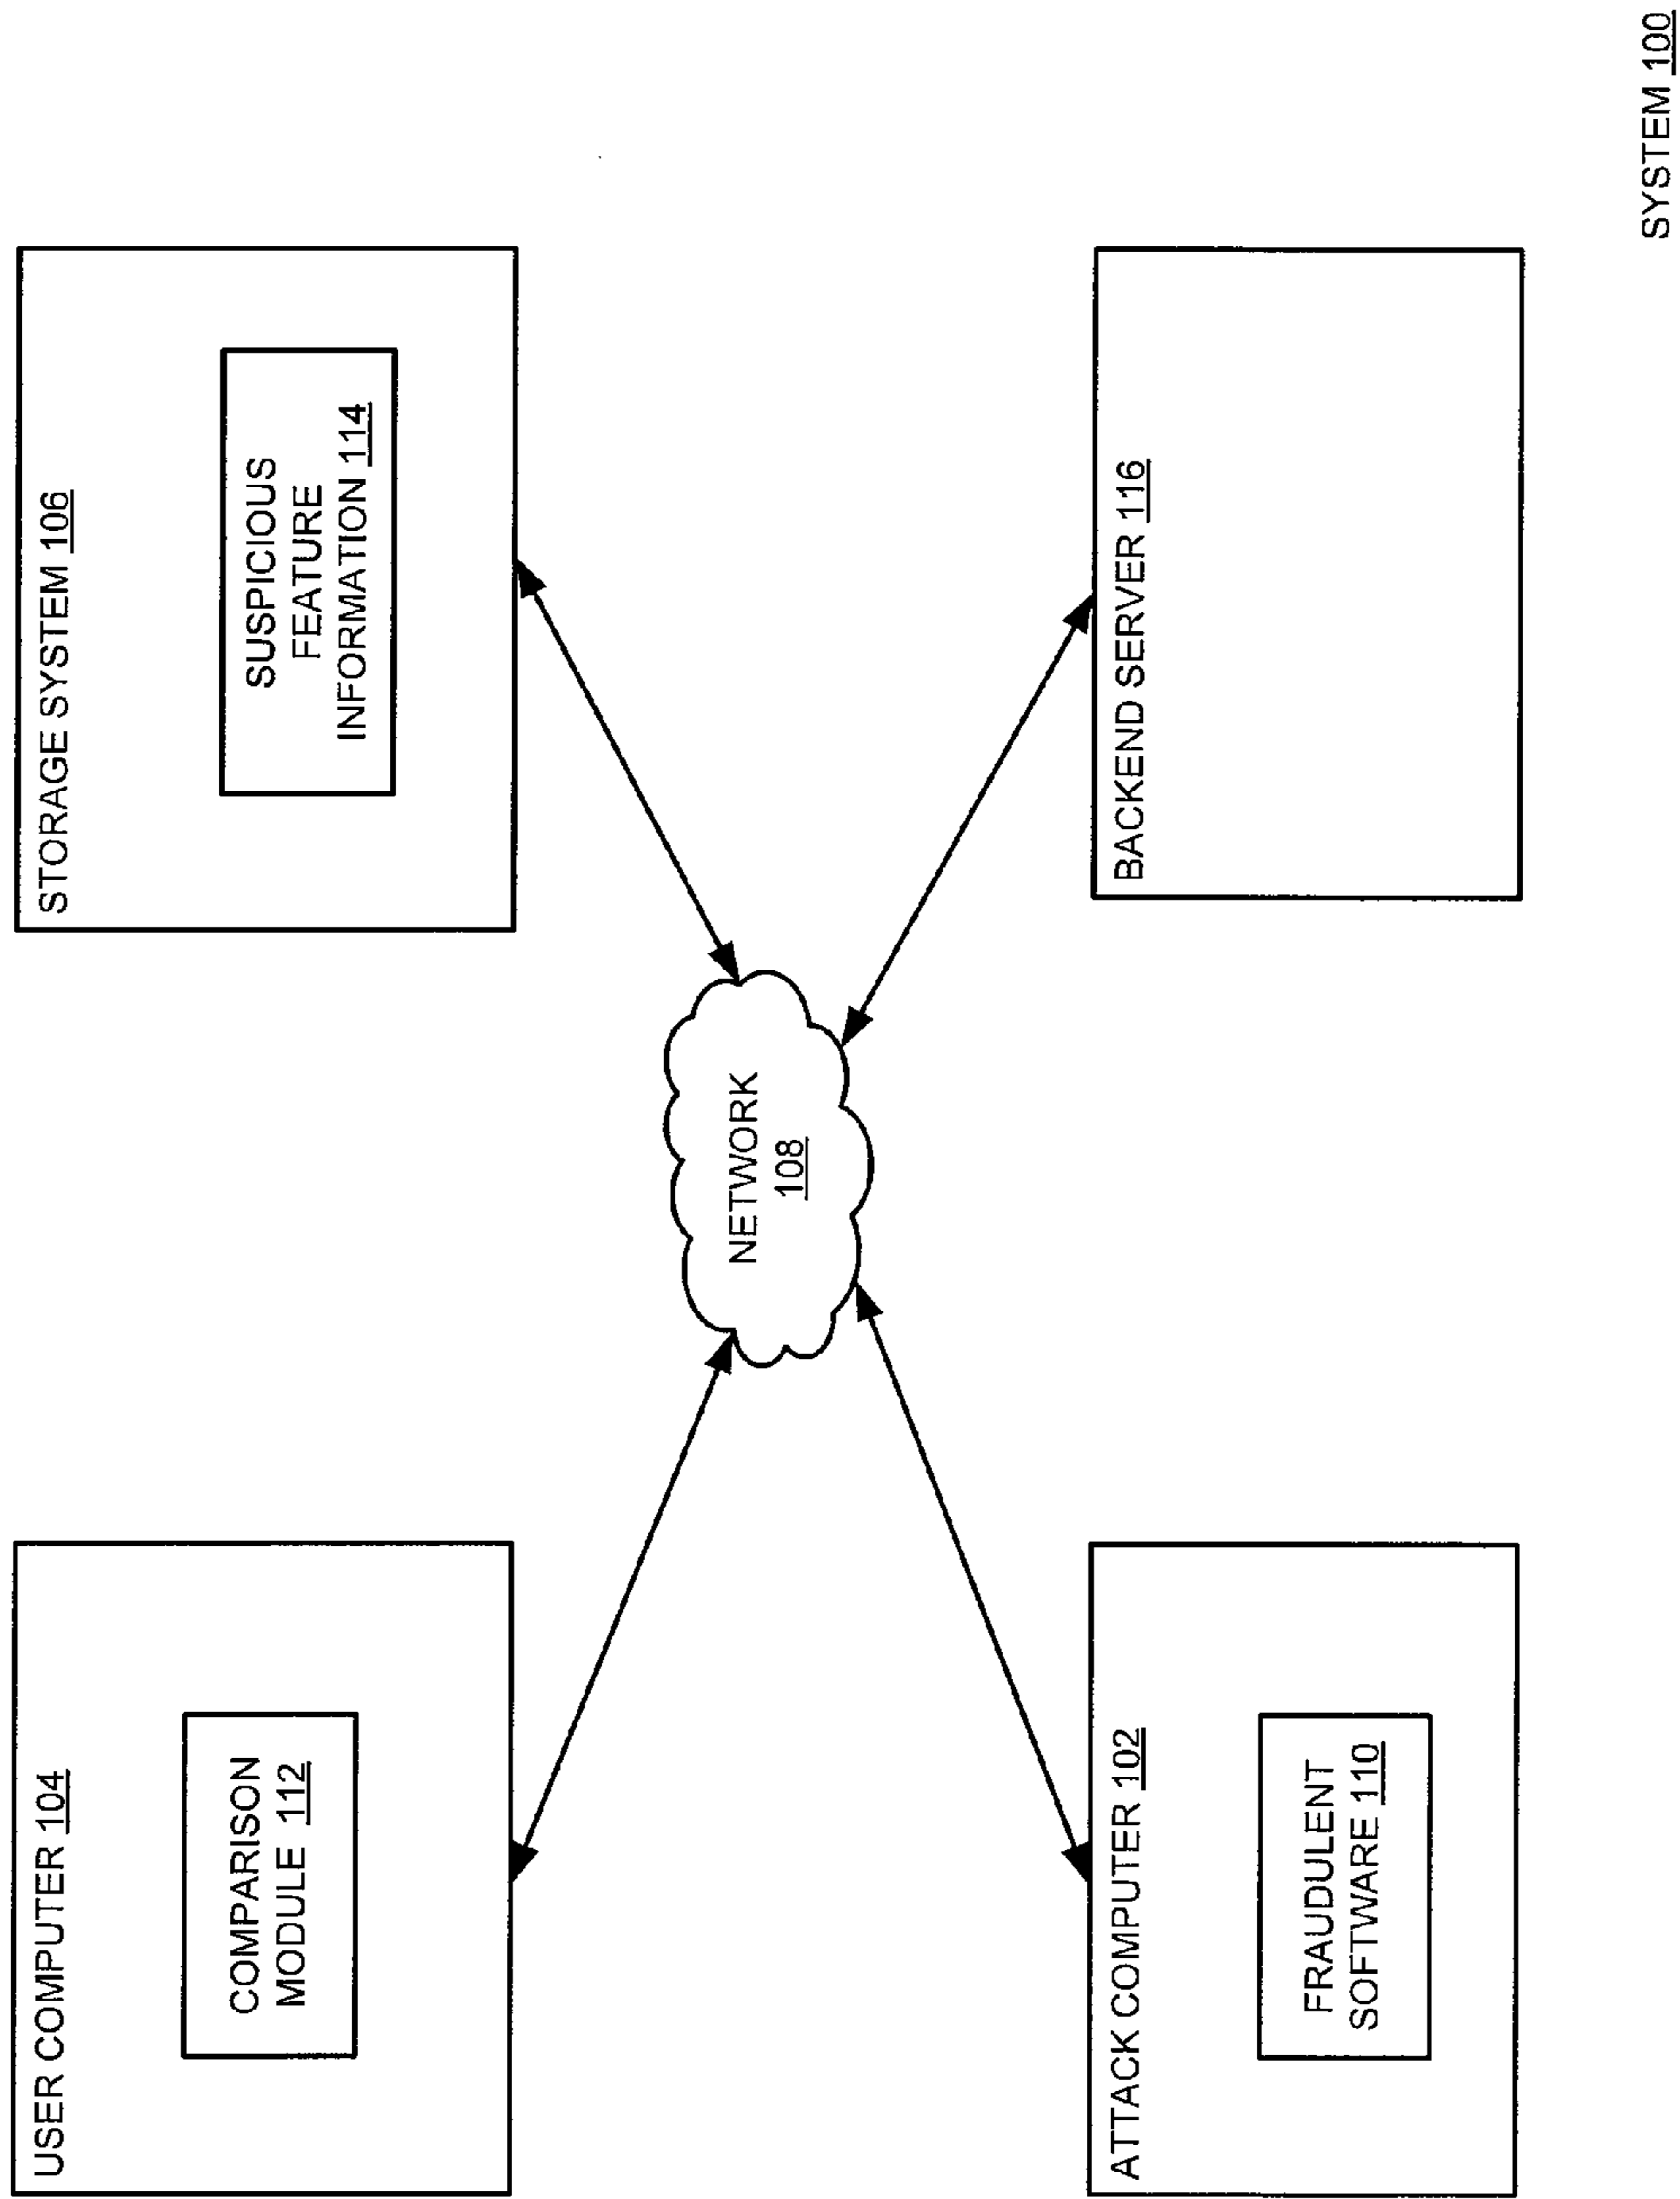 USER COMPUTER 104
COMPARISON
MODULE 112
STORAGE SYSTEM 106
SUSPICIOUS
FEATURE
INFORMATION 114
NETWORK
108
ATTACK COMPUTER 102
FRAUDULENT
SOFTWARE 110
BACKEND SERVER 116
SYSTEM 100